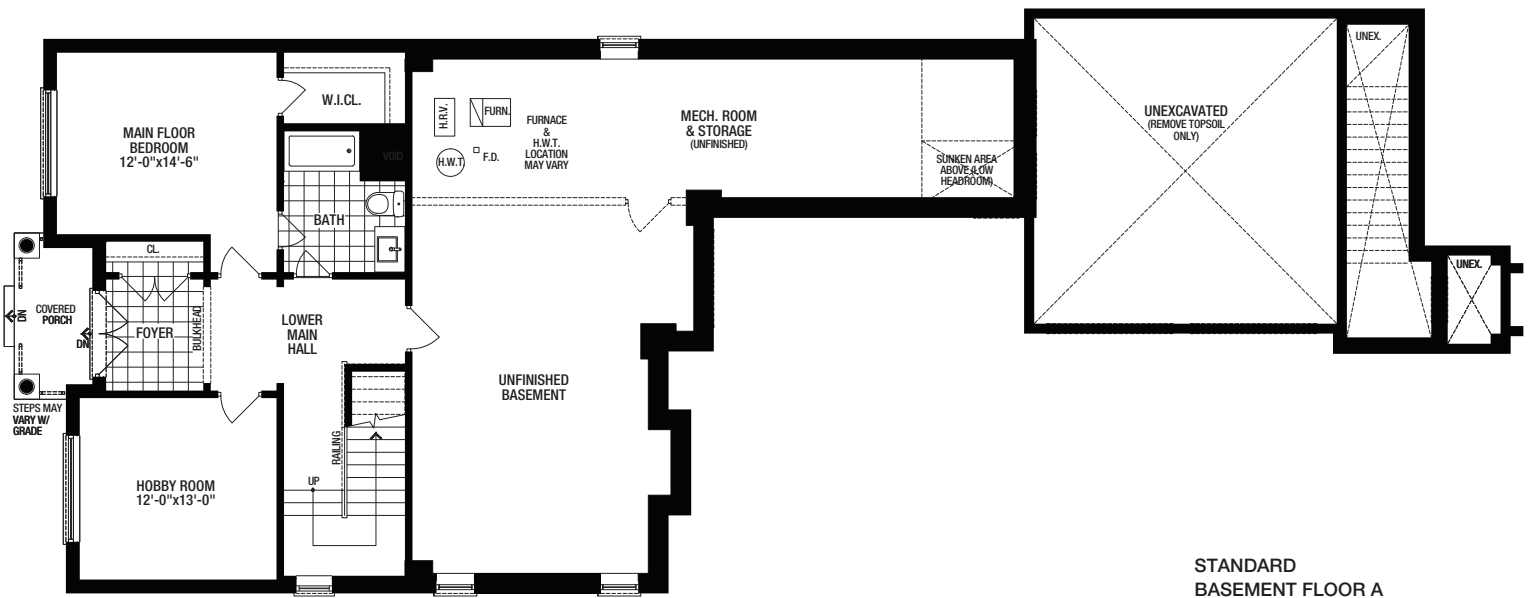 MAIN FLOOR
BEDROOM
12'-0"x14'-6"
W.I.CL.
VOID
BATH
CL.
COVERED
PORCH
DN
DN
FOYER
BULKHEAD
LOWER
MAIN
HALL
STEPS MAY
VARY W/
GRADE
HOBBY ROOM
12'-0"x13'-0"
UP
RAILING
H.R.V.
FURN.
H.W.T.
F.D.
FURNACE
&
H.W.T.
LOCATION
MAY VARY
MECH. ROOM
& STORAGE
(UNFINISHED)
SUNKEN AREA
ABOVE (LOW
HEADROOM)
UNFINISHED
BASEMENT
UNEXCAVATED
(REMOVE TOPSOIL
ONLY)
UNEX.
UNEX.
STANDARD
BASEMENT FLOOR A